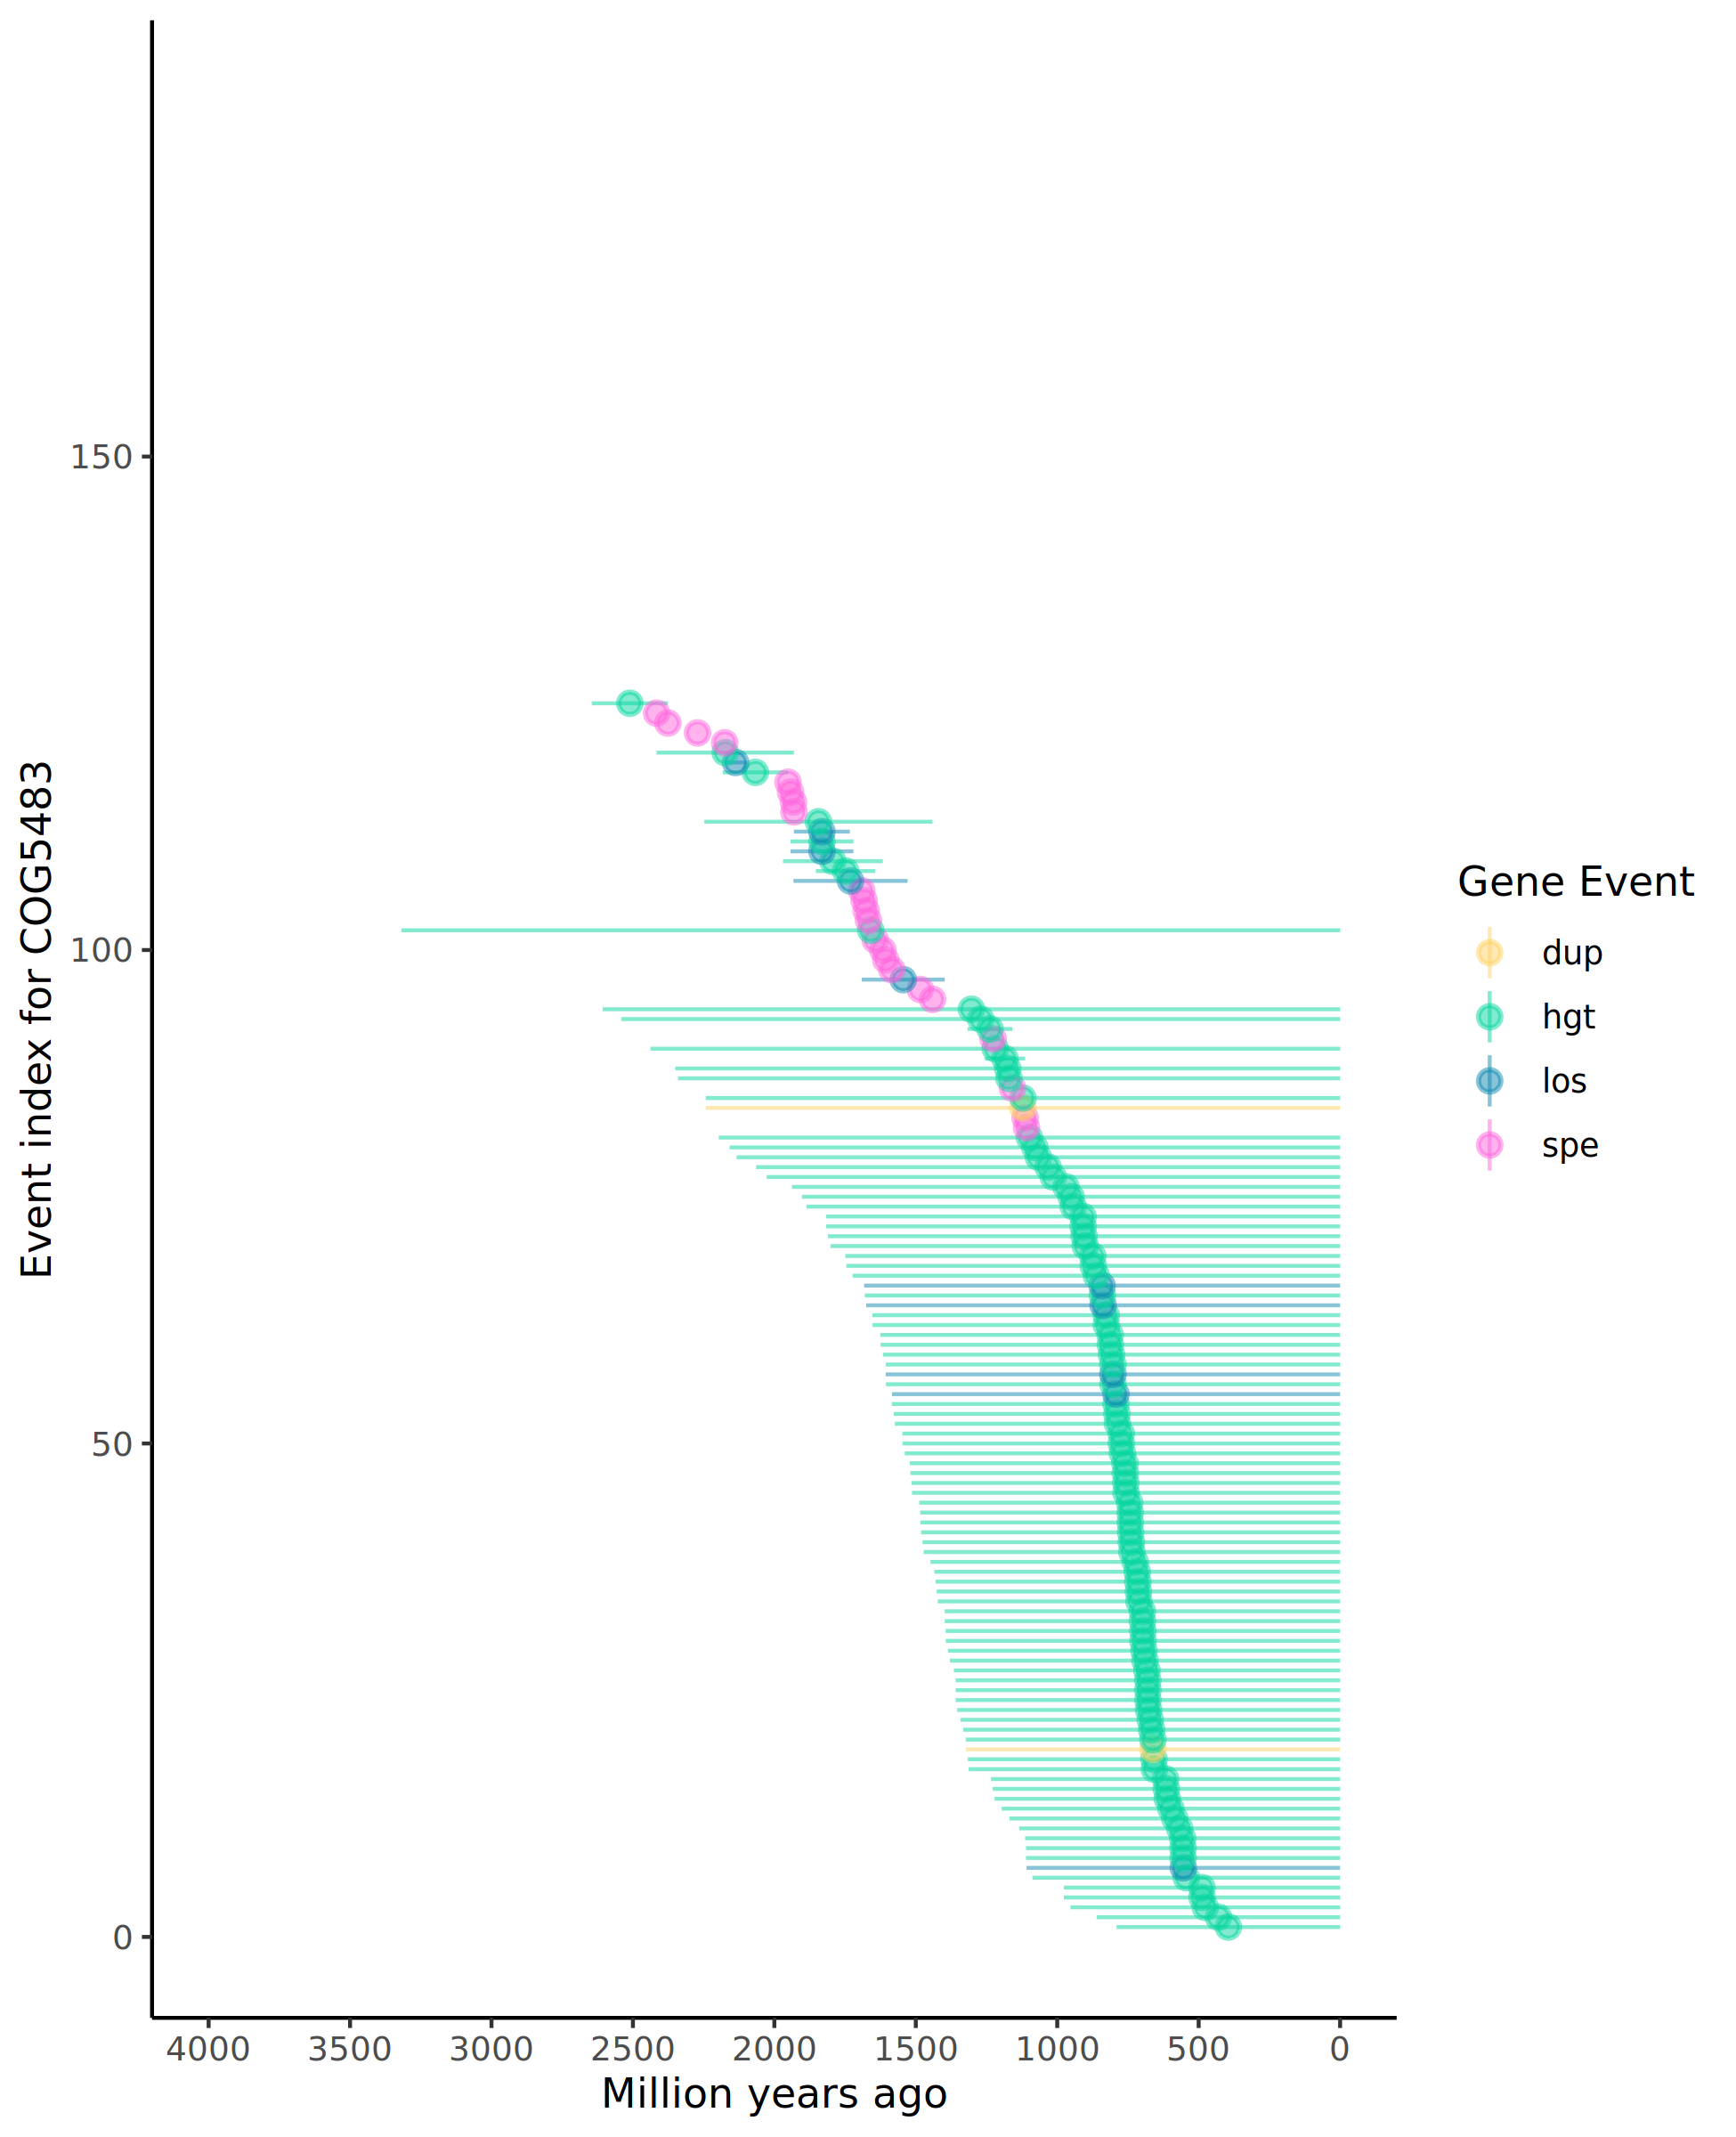 Event index for COG5483
150
100
50
0
4000 3500 3000 2500 2000 1500 1000 500 0
Million years ago
Gene Event
dup
hgt
los
spe